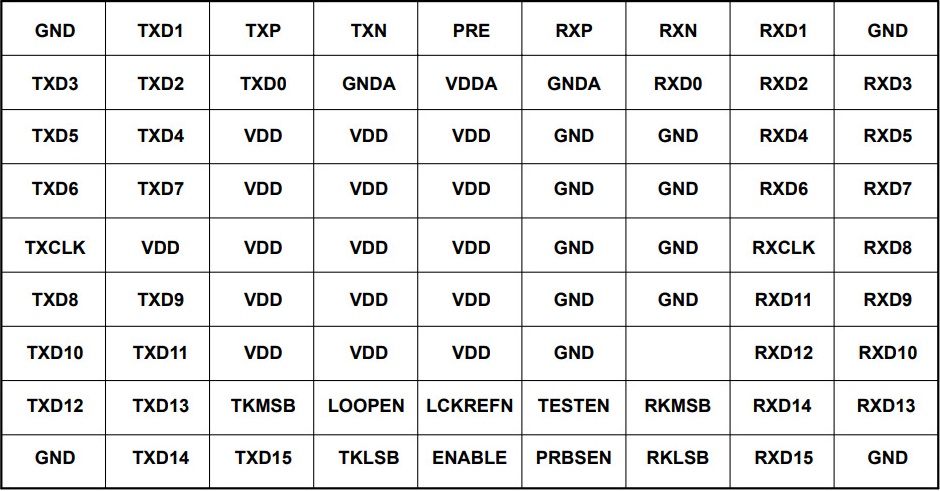 GND TXD1 TXP TXN PRE RXP RXN RXD1 GND
TXD3 TXD2 TXD0 GNDA VDDA GNDA RXD0 RXD2 RXD3
TXD5 TXD4 VDD VDD VDD GND GND RXD4 RXD5
TXD6 TXD7 VDD VDD VDD GND GND RXD6 RXD7
TXCLK VDD VDD VDD VDD GND GND RXCLK RXD8
TXD8 TXD9 VDD VDD VDD GND GND RXD11 RXD9
TXD10 TXD11 VDD VDD VDD GND RXD12 RXD10
TXD12 TXD13 TKMSB LOOPEN LCKREFN TESTEN RKMSB RXD14 RXD13
GND TXD14 TXD15 TKLSB ENABLE PRBSEN RKLSB RXD15 GND